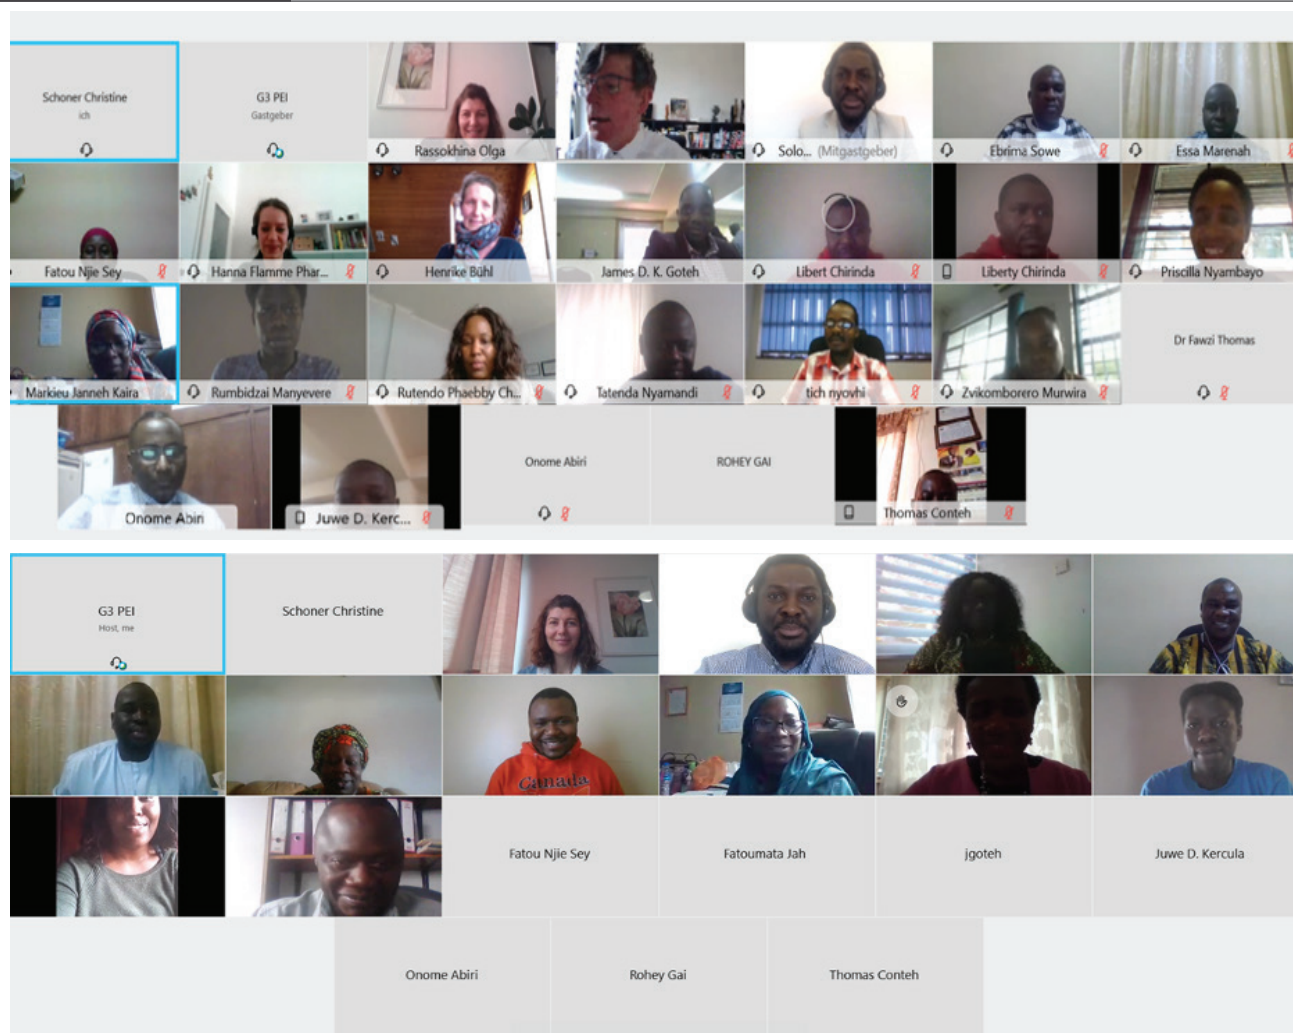 Schoner Christine
ich
G3 PEI
Gastgeber
Rassokhina Olga
Solo... (Mitgastgeber)
Ebrima Sowe
Essa Marenah
Fatou Njie Sey
Hanna Flamme Phar...
Henrike Bühl
James D. K. Goteh
Libert Chirinda
Liberty Chirinda
Priscilla Nyambayo
Markieu Janneh Kaira
Rumbidzai Manyevere
Rutendo Phaebby Ch...
Tatenda Nyamandi
tich nyovhi
Zvikomborero Murwira
Dr Fawzi Thomas
Onome Abiri
Juwe D. Kerc...
Onome Abiri
ROHEY GAI
Thomas Conteh
G3 PEI
Host, me
Schoner Christine
Canada
Fatou Njie Sey
Fatoumata Jah
jgoteh
Juwe D. Kercula
Onome Abiri
Rohey Gai
Thomas Conteh